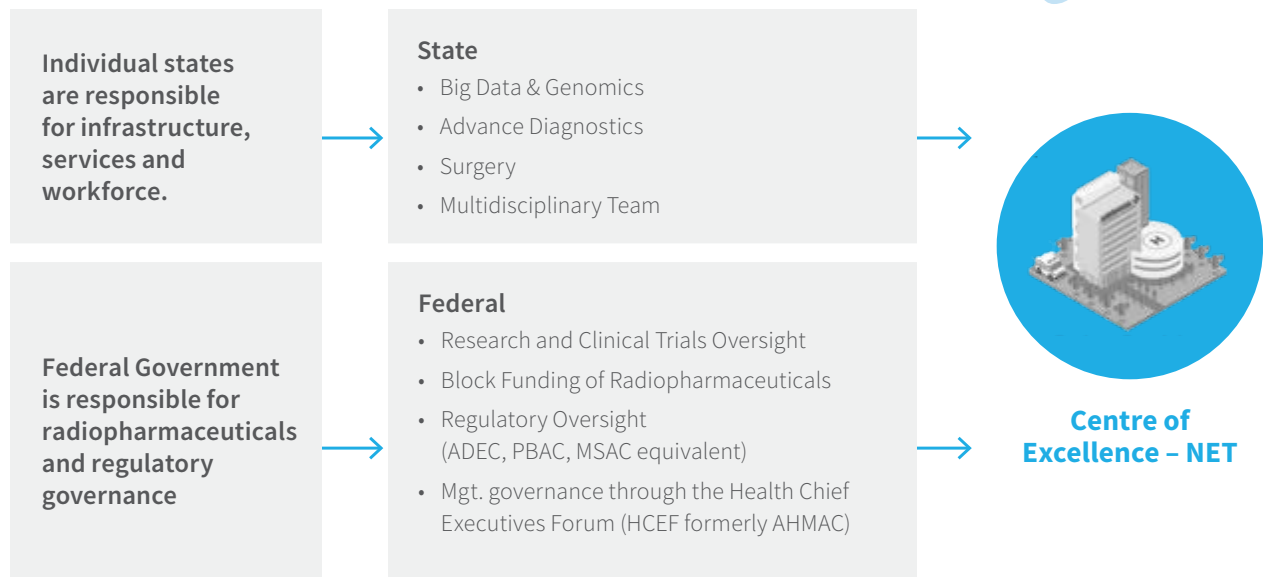 Individual states
are responsible
for infrastructure,
services and
workforce.
State
• Big Data & Genomics
• Advance Diagnostics
• Surgery
• Multidisciplinary Team
Federal Government
is responsible for
radiopharmaceuticals
and regulatory
governance
Federal
• Research and Clinical Trials Oversight
• Block Funding of Radiopharmaceuticals
• Regulatory Oversight
(ADEC, PBAC, MSAC equivalent)
• Mgt. governance through the Health Chief
Executives Forum (HCEF formerly AHMAC)
H
Centre of
Excellence – NET